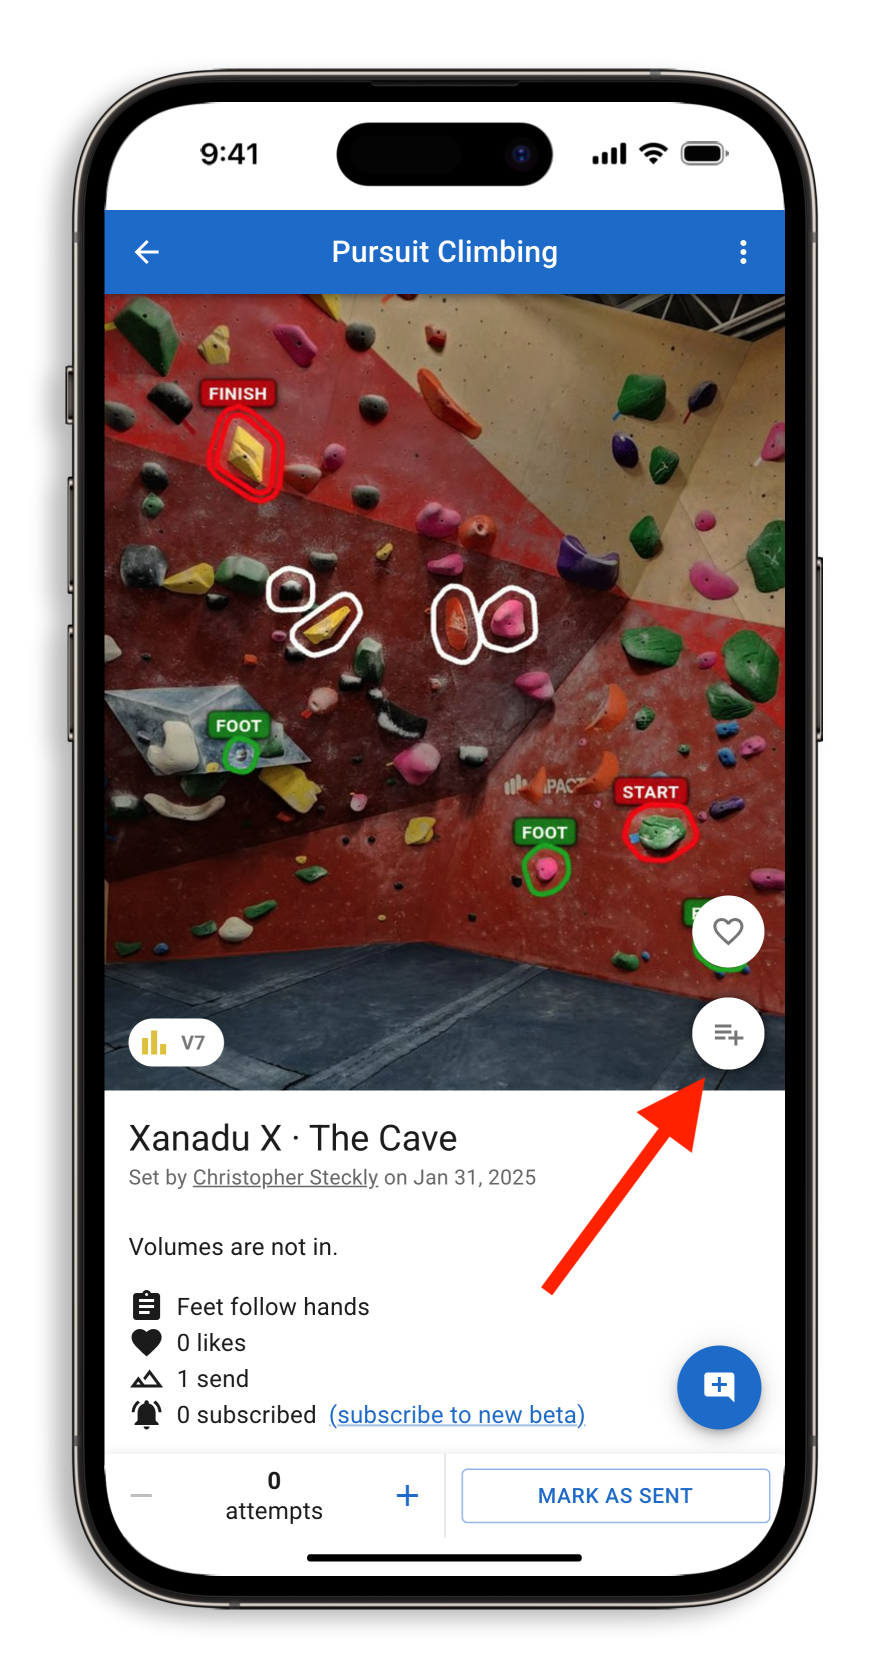 9:41
Pursuit Climbing
FINISH
FOOT
START
FOOT
V7
Xanadu X · The Cave
Set by Christopher Steckly on Jan 31, 2025
Volumes are not in.
Feet follow hands
0 likes
1 send
0 subscribed (subscribe to new beta)
0
attempts
MARK AS SENT